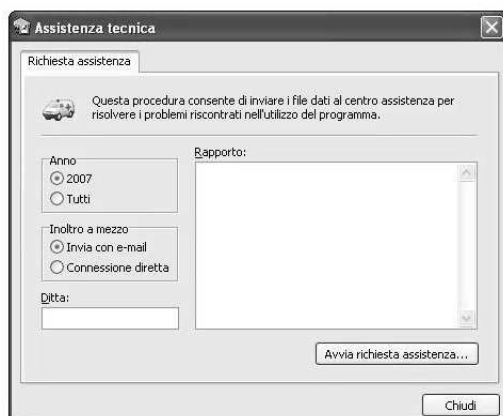 Assistenza tecnica
Richiesta assistenza
Questa procedura consente di inviare i file dati al centro assistenza per
risolvere i problemi riscontrati nell'utilizzo del programma.
Anno
2007
Tutti
Inoltro a mezzo
Invia con e-mail
Connessione diretta
Ditta:
Rapporto:
Avvia richiesta assistenza...
Chiudi